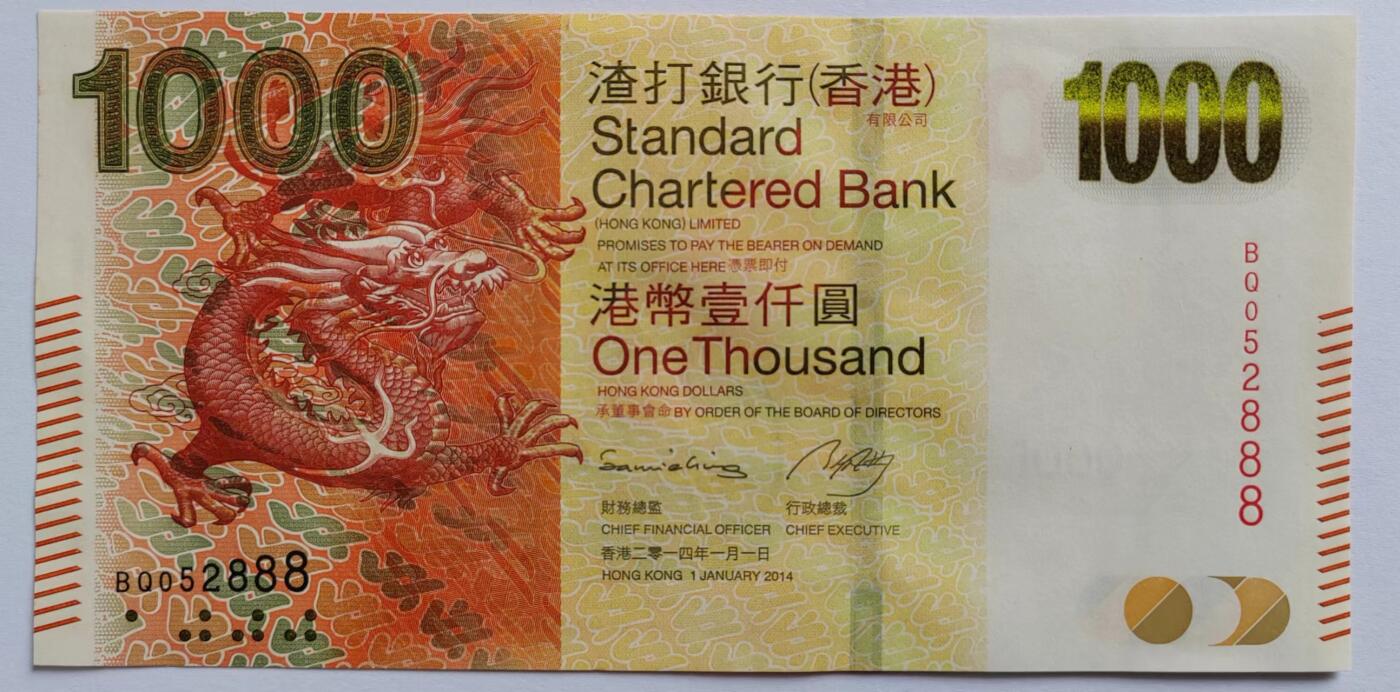 1000
渣打銀行(香港)
有限公司
Standard
Chartered Bank
(HONG KONG) LIMITED
PROMISES TO PAY THE BEARER ON DEMAND
AT ITS OFFICE HERE 憑票即付
港幣壹仟圓
One Thousand
HONG KONG DOLLARS
承董事會命 BY ORDER OF THE BOARD OF DIRECTORS
財務總監 行政總裁
CHIEF FINANCIAL OFFICER CHIEF EXECUTIVE
香港二零一四年一月一日
HONG KONG 1 JANUARY 2014
BQ052888
1000
BQ052888